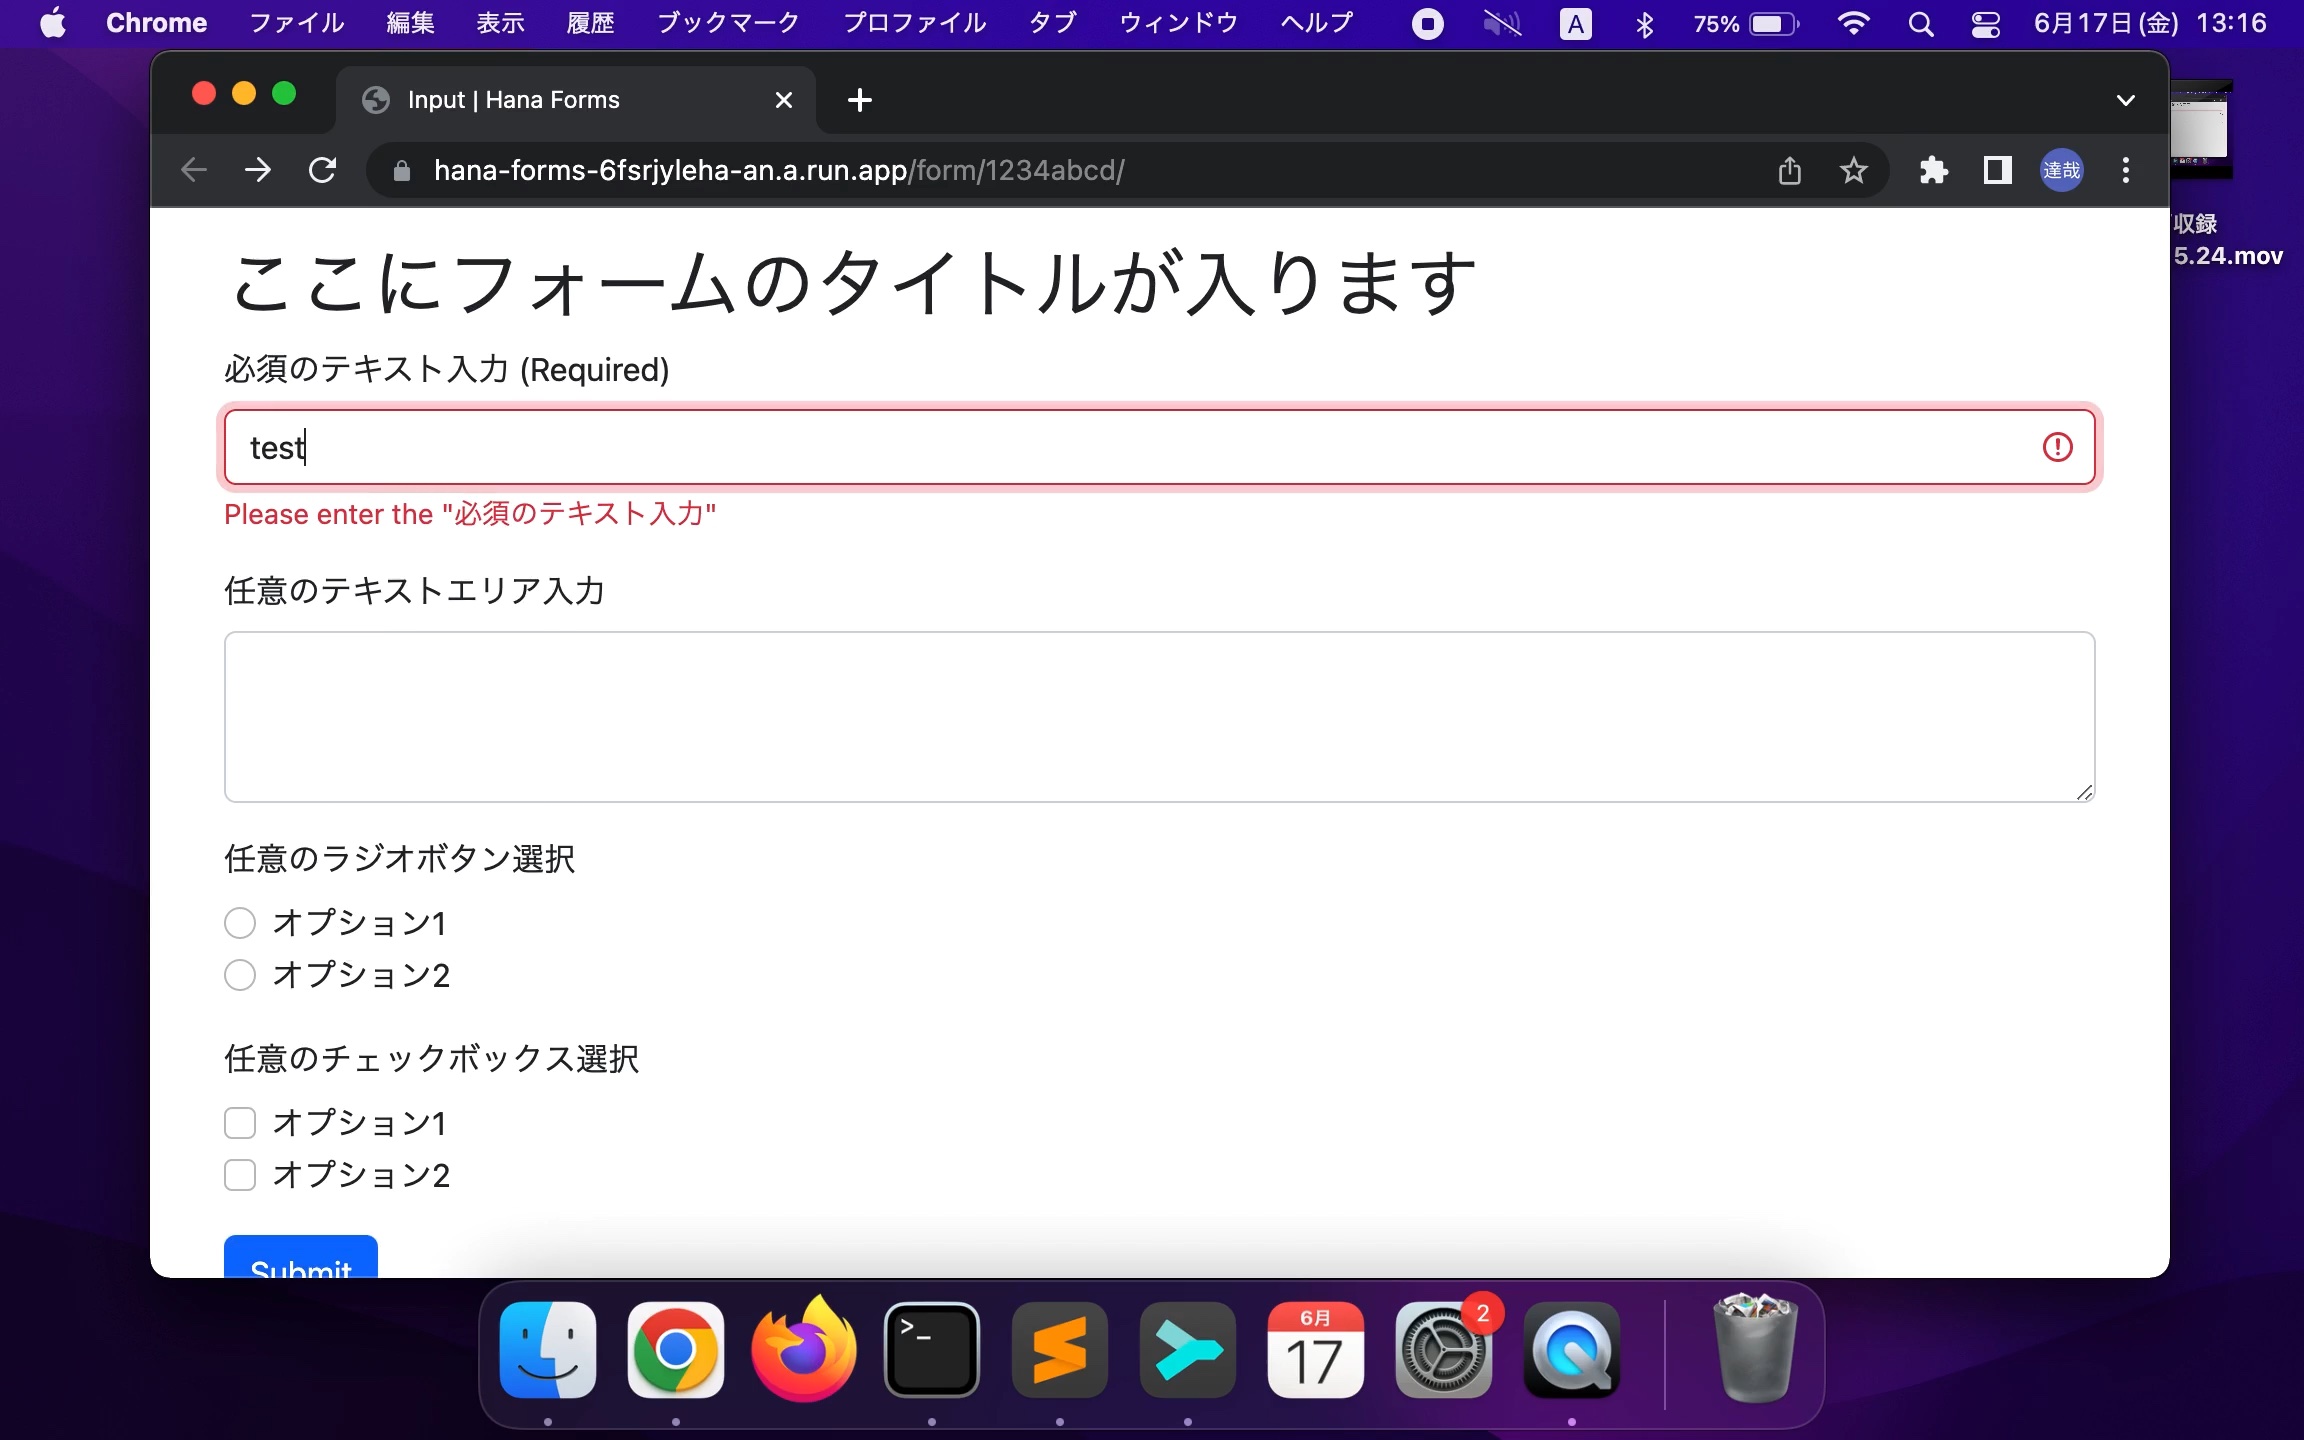 Chrome ファイル 編集 表示 履歴 ブックマーク プロファイル タブ ウィンドウ ヘルプ A 75% 6月17日(金) 13:16
Input | Hana Forms
hana-forms-6fsrjyleha-an.a.run.app/form/1234abcd/ 達哉
収録
5.24.mov
ここにフォームのタイトルが入ります
必須のテキスト入力 (Required)
test
Please enter the "必須のテキスト入力"
任意のテキストエリア入力
任意のラジオボタン選択
オプション1
オプション2
任意のチェックボックス選択
オプション1
オプション2
Submit
6月
17
2